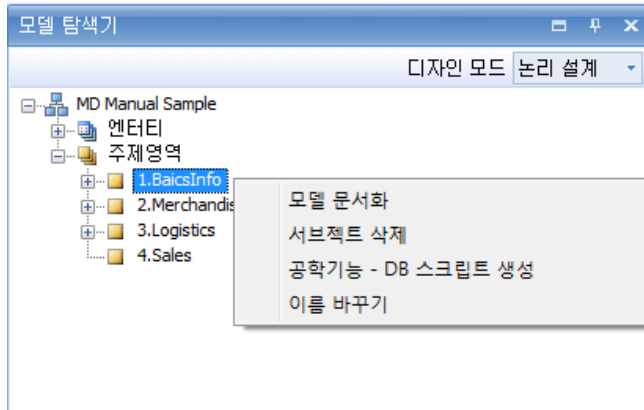 모델 탐색기
디자인 모드 논리 설계
MD Manual Sample
엔터티
주제영역
1.BaicsInfo
2.Merchandis
3.Logistics
4.Sales
모델 문서화
서브젝트 삭제
공학기능 - DB 스크립트 생성
이름 바꾸기